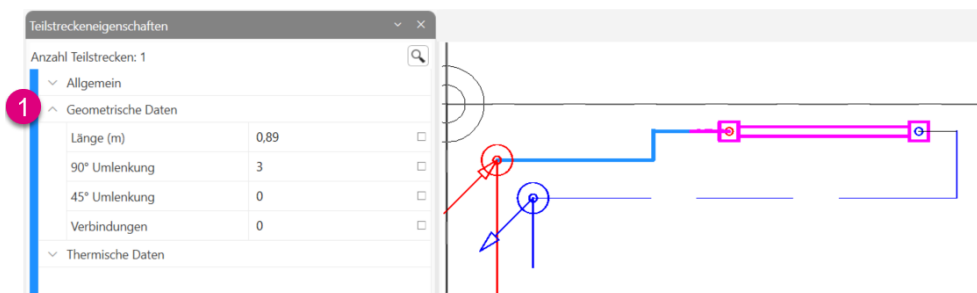 Teilstreckeneigenschaften
Anzahl Teilstrecken: 1
Allgemein
1 Geometrische Daten
Länge (m) 0,89
90° Umlenkung 3
45° Umlenkung 0
Verbindungen 0
Thermische Daten